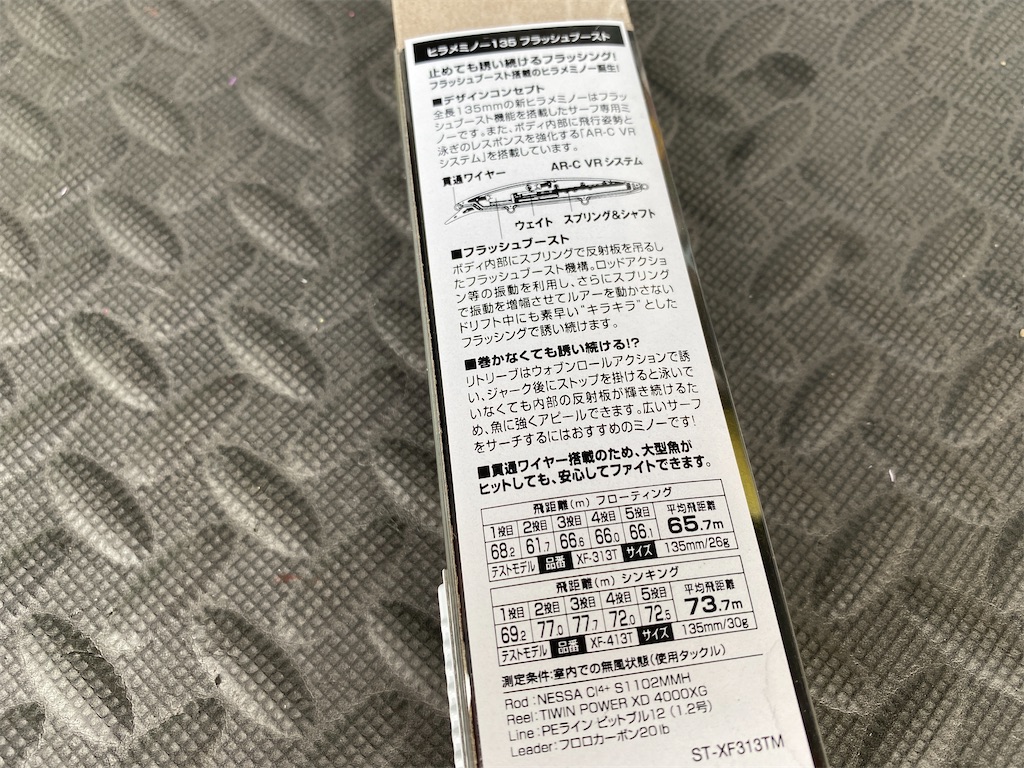 ヒラメミノー135 フラッシュブースト
止めても誘い続けるフラッシング!
フラッシュブースト搭載のヒラメミノー誕生!
■デザインコンセプト
全長135mmの新ヒラメミノーはフラッ
シュブースト機能を搭載したサーフ専用ミ
ノーです。また、ボディ内部に飛行姿勢と
泳ぎのレスポンスを強化する「AR-C VR
システム」を搭載しています。
貫通ワイヤー
AR-C VRシステム
ウェイト
スプリング&シャフト
■フラッシュブースト
ボディ内部にスプリングで反射板を吊るし
たフラッシュブースト機構。ロッドアクショ
ン等の振動を利用し、さらにスプリング
で振動を増幅させてルアーを動かさない
ドリフト中にも素早い“キラキラ”とした
フラッシングで誘い続けます。
■巻かなくても誘い続ける!?
リトリーブはウォブンロールアクションで誘
い、ジャーク後にストップを掛けると泳いで
いなくても内部の反射板が輝き続けるた
め、魚に強くアピールできます。広いサーフ
をサーチするにはおすすめのミノーです!
■貫通ワイヤー搭載のため、大型魚が
ヒットしても、安心してファイトできます。
飛距離(m) フローティング
1投目 2投目 3投目 4投目 5投目 平均飛距離
68.2 61.7 66.6 66.0 66.1 65.7m
テストモデル 品番 XF-313T サイズ 135mm/26g
飛距離(m) シンキング
1投目 2投目 3投目 4投目 5投目 平均飛距離
69.2 77.0 77.7 72.0 72.5 73.7m
テストモデル 品番 XF-413T サイズ 135mm/30g
測定条件:室内での無風状態(使用タックル)
Rod :NESSA CI4+ S1102MMH
Reel:TWIN POWER XD 4000XG
Line :PEライン ピットブル12 (1.2号)
Leader:フロロカーボン20lb
ST-XF313TM